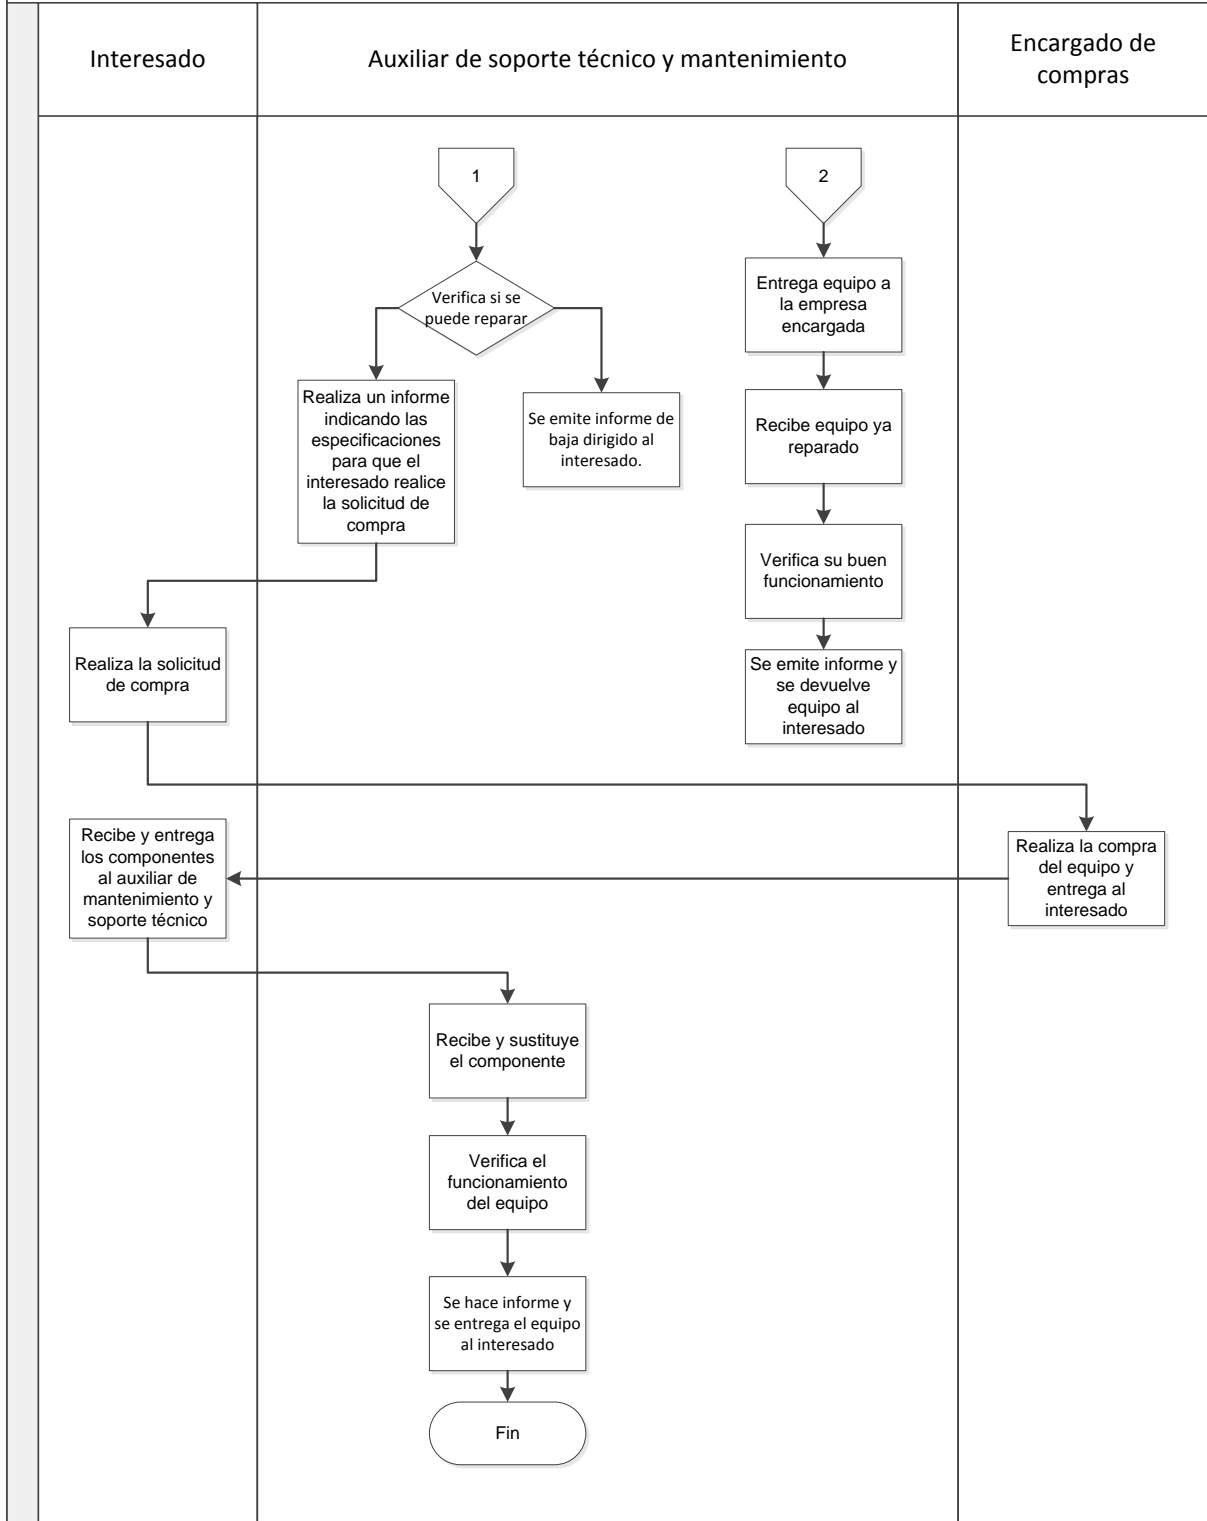 Interesado
Auxiliar de soporte técnico y mantenimiento
Encargado de
compras
1
2
Verifica si se
puede reparar
Entrega equipo a
la empresa
encargada
Realiza un informe
indicando las
especificaciones
para que el
interesado realice
la solicitud de
compra
Se emite informe de
baja dirigido al
interesado.
Recibe equipo ya
reparado
Verifica su buen
funcionamiento
Realiza la solicitud
de compra
Se emite informe y
se devuelve
equipo al
interesado
Recibe y entrega
los componentes
al auxiliar de
mantenimiento y
soporte técnico
Realiza la compra
del equipo y
entrega al
interesado
Recibe y sustituye
el componente
Verifica el
funcionamiento
del equipo
Se hace informe y
se entrega el equipo
al interesado
Fin